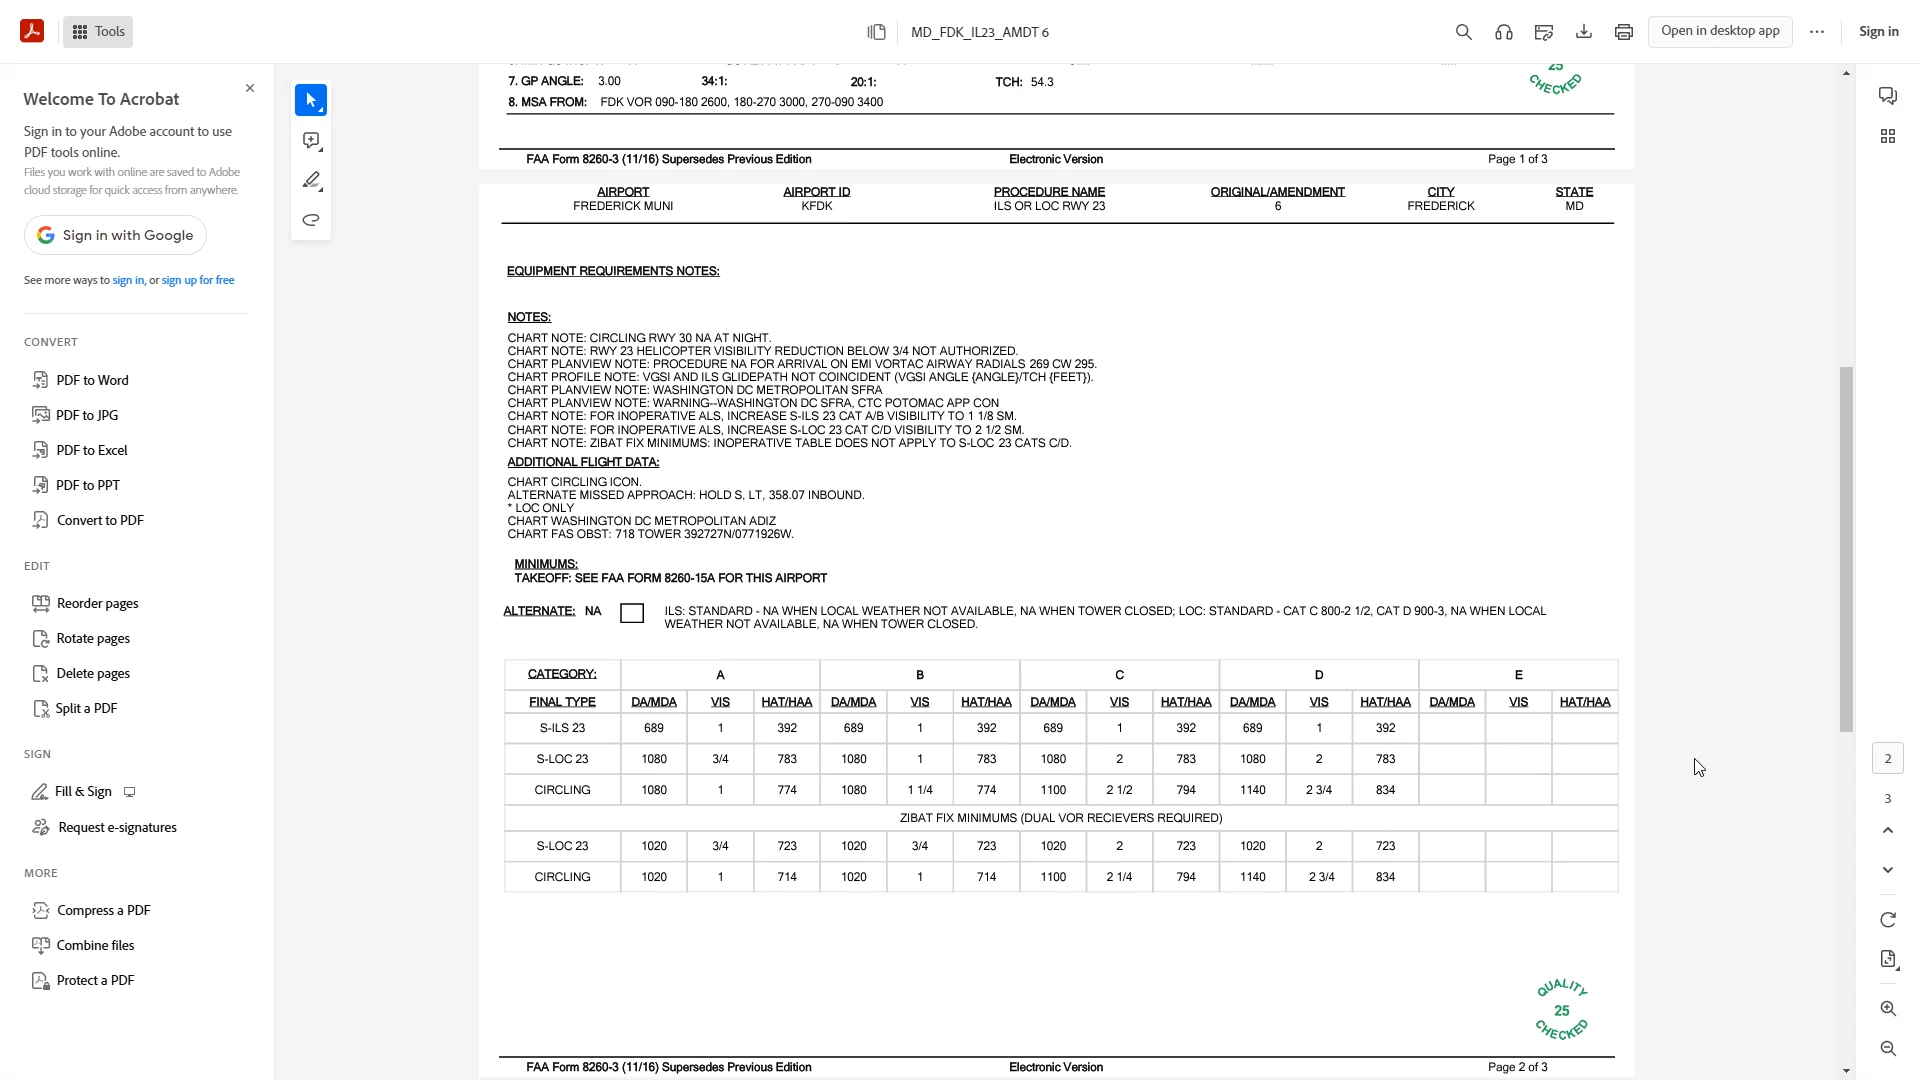 Tools
MD_FDK_IL23_AMDT 6
Open in desktop app
Sign in
Welcome To Acrobat
Sign in to your Adobe account to use
PDF tools online.
Files you work with online are saved to Adobe
cloud storage for quick access from anywhere.
Sign in with Google
See more ways to sign in, or sign up for free
CONVERT
PDF to Word
PDF to JPG
PDF to Excel
PDF to PPT
Convert to PDF
EDIT
Reorder pages
Rotate pages
Delete pages
Split a PDF
SIGN
Fill & Sign
Request e-signatures
MORE
Compress a PDF
Combine files
Protect a PDF
7. GP ANGLE: 3.00 34:1: 20:1: TCH: 54.3
8. MSA FROM: FDK VOR 090-180 2600, 180-270 3000, 270-090 3400
25
CHECKED
FAA Form 8260-3 (11/16) Supersedes Previous Edition Electronic Version Page 1 of 3
AIRPORT AIRPORT ID PROCEDURE NAME ORIGINAL/AMENDMENT CITY STATE
FREDERICK MUNI KFDK ILS OR LOC RWY 23 6 FREDERICK MD
EQUIPMENT REQUIREMENTS NOTES:
NOTES:
CHART NOTE: CIRCLING RWY 30 NA AT NIGHT.
CHART NOTE: RWY 23 HELICOPTER VISIBILITY REDUCTION BELOW 3/4 NOT AUTHORIZED.
CHART PLANVIEW NOTE: PROCEDURE NA FOR ARRIVAL ON EMI VORTAC AIRWAY RADIALS 269 CW 295.
CHART PROFILE NOTE: VGSI AND ILS GLIDEPATH NOT COINCIDENT (VGSI ANGLE {ANGLE}/TCH {FEET}).
CHART PLANVIEW NOTE: WASHINGTON DC METROPOLITAN SFRA
CHART PLANVIEW NOTE: WARNING--WASHINGTON DC SFRA, CTC POTOMAC APP CON
CHART NOTE: FOR INOPERATIVE ALS, INCREASE S-ILS 23 CAT A/B VISIBILITY TO 1 1/8 SM.
CHART NOTE: FOR INOPERATIVE ALS, INCREASE S-LOC 23 CAT C/D VISIBILITY TO 2 1/2 SM.
CHART NOTE: ZIBAT FIX MINIMUMS: INOPERATIVE TABLE DOES NOT APPLY TO S-LOC 23 CATS C/D.
ADDITIONAL FLIGHT DATA:
CHART CIRCLING ICON.
ALTERNATE MISSED APPROACH: HOLD S, LT, 358.07 INBOUND.
* LOC ONLY
CHART WASHINGTON DC METROPOLITAN ADIZ
CHART FAS OBST: 718 TOWER 392727N/0771926W.
MINIMUMS:
TAKEOFF: SEE FAA FORM 8260-15A FOR THIS AIRPORT
ALTERNATE: NA ILS: STANDARD - NA WHEN LOCAL WEATHER NOT AVAILABLE, NA WHEN TOWER CLOSED; LOC: STANDARD - CAT C 800-2 1/2, CAT D 900-3, NA WHEN LOCAL
WEATHER NOT AVAILABLE, NA WHEN TOWER CLOSED.
CATEGORY: A B C D E
FINAL TYPE DA/MDA VIS HAT/HAA DA/MDA VIS HAT/HAA DA/MDA VIS HAT/HAA DA/MDA VIS HAT/HAA DA/MDA VIS HAT/HAA
S-ILS 23 689 1 392 689 1 392 689 1 392 689 1 392
S-LOC 23 1080 3/4 783 1080 1 783 1080 2 783 1080 2 783
CIRCLING 1080 1 774 1080 1 1/4 774 1100 2 1/2 794 1140 2 3/4 834
ZIBAT FIX MINIMUMS (DUAL VOR RECIEVERS REQUIRED)
S-LOC 23 1020 3/4 723 1020 3/4 723 1020 2 723 1020 2 723
CIRCLING 1020 1 714 1020 1 714 1100 2 1/4 794 1140 2 3/4 834
QUALITY
25
CHECKED
FAA Form 8260-3 (11/16) Supersedes Previous Edition Electronic Version Page 2 of 3
2
3